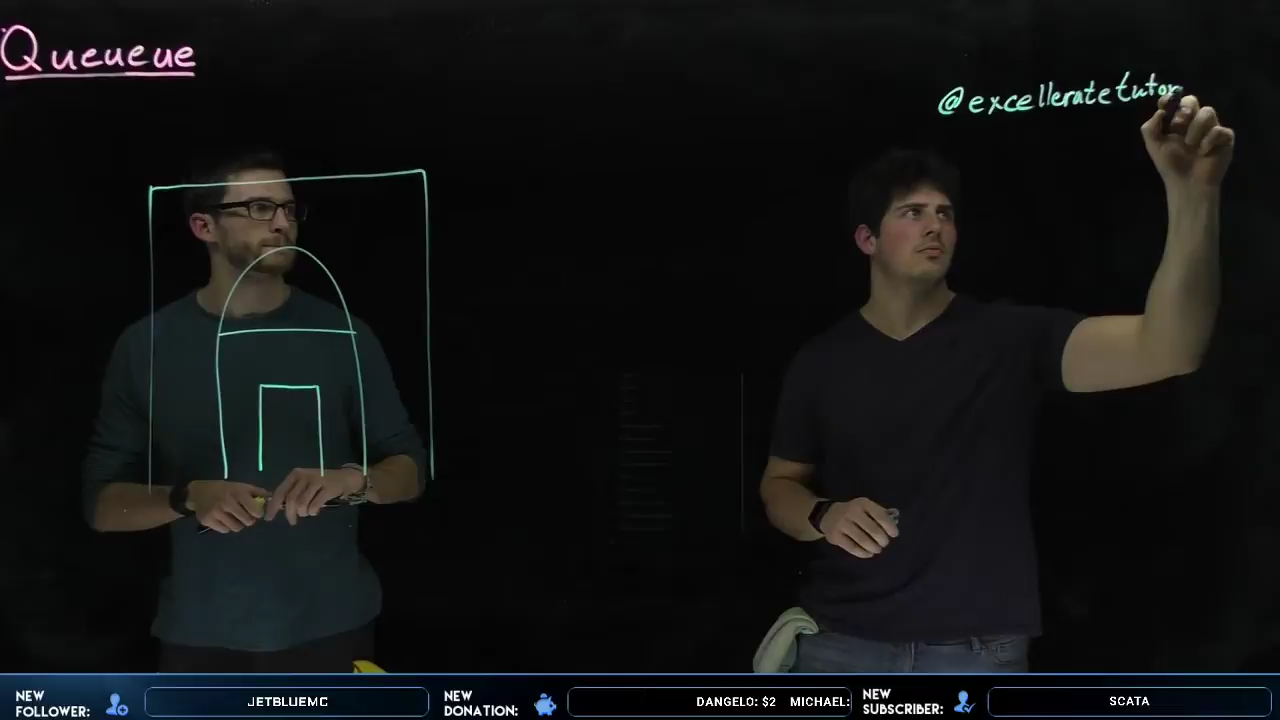 Queueue
@excelleratetutor
NEW FOLLOWER:
JETBLUEMC
NEW DONATION:
DANGELO: $2 MICHAEL:
NEW SUBSCRIBER:
SCATA